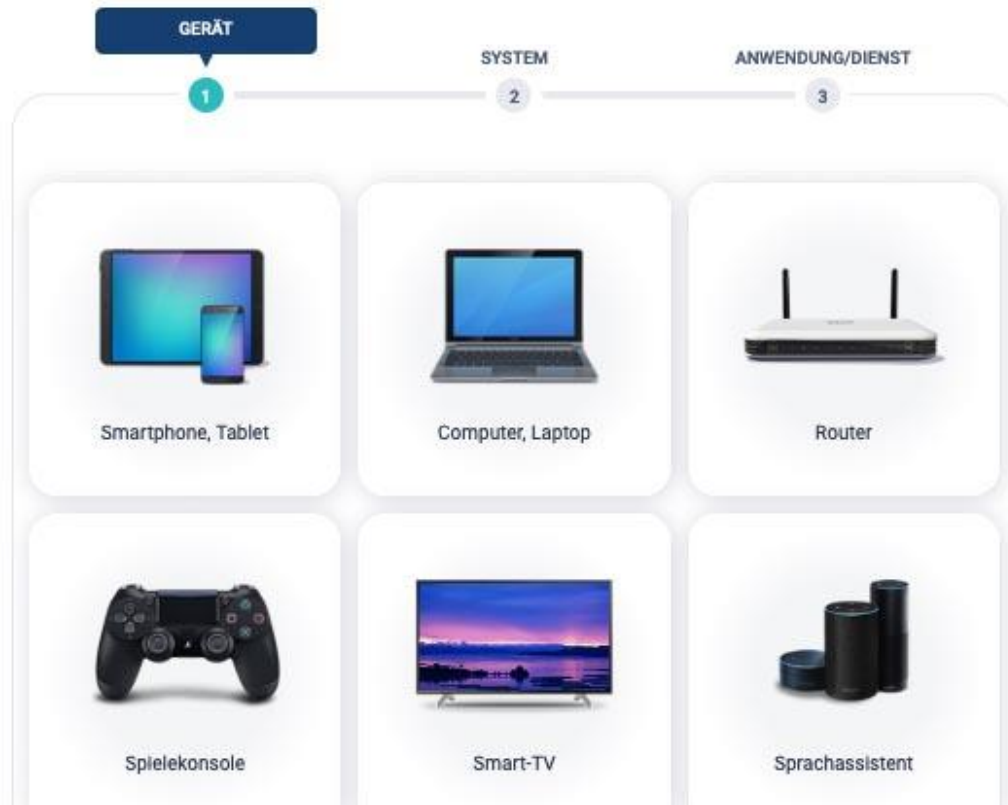 GERÄT
SYSTEM
ANWENDUNG/DIENST
1
2
3
Smartphone, Tablet
Computer, Laptop
Router
Spielekonsole
Smart-TV
Sprachassistent